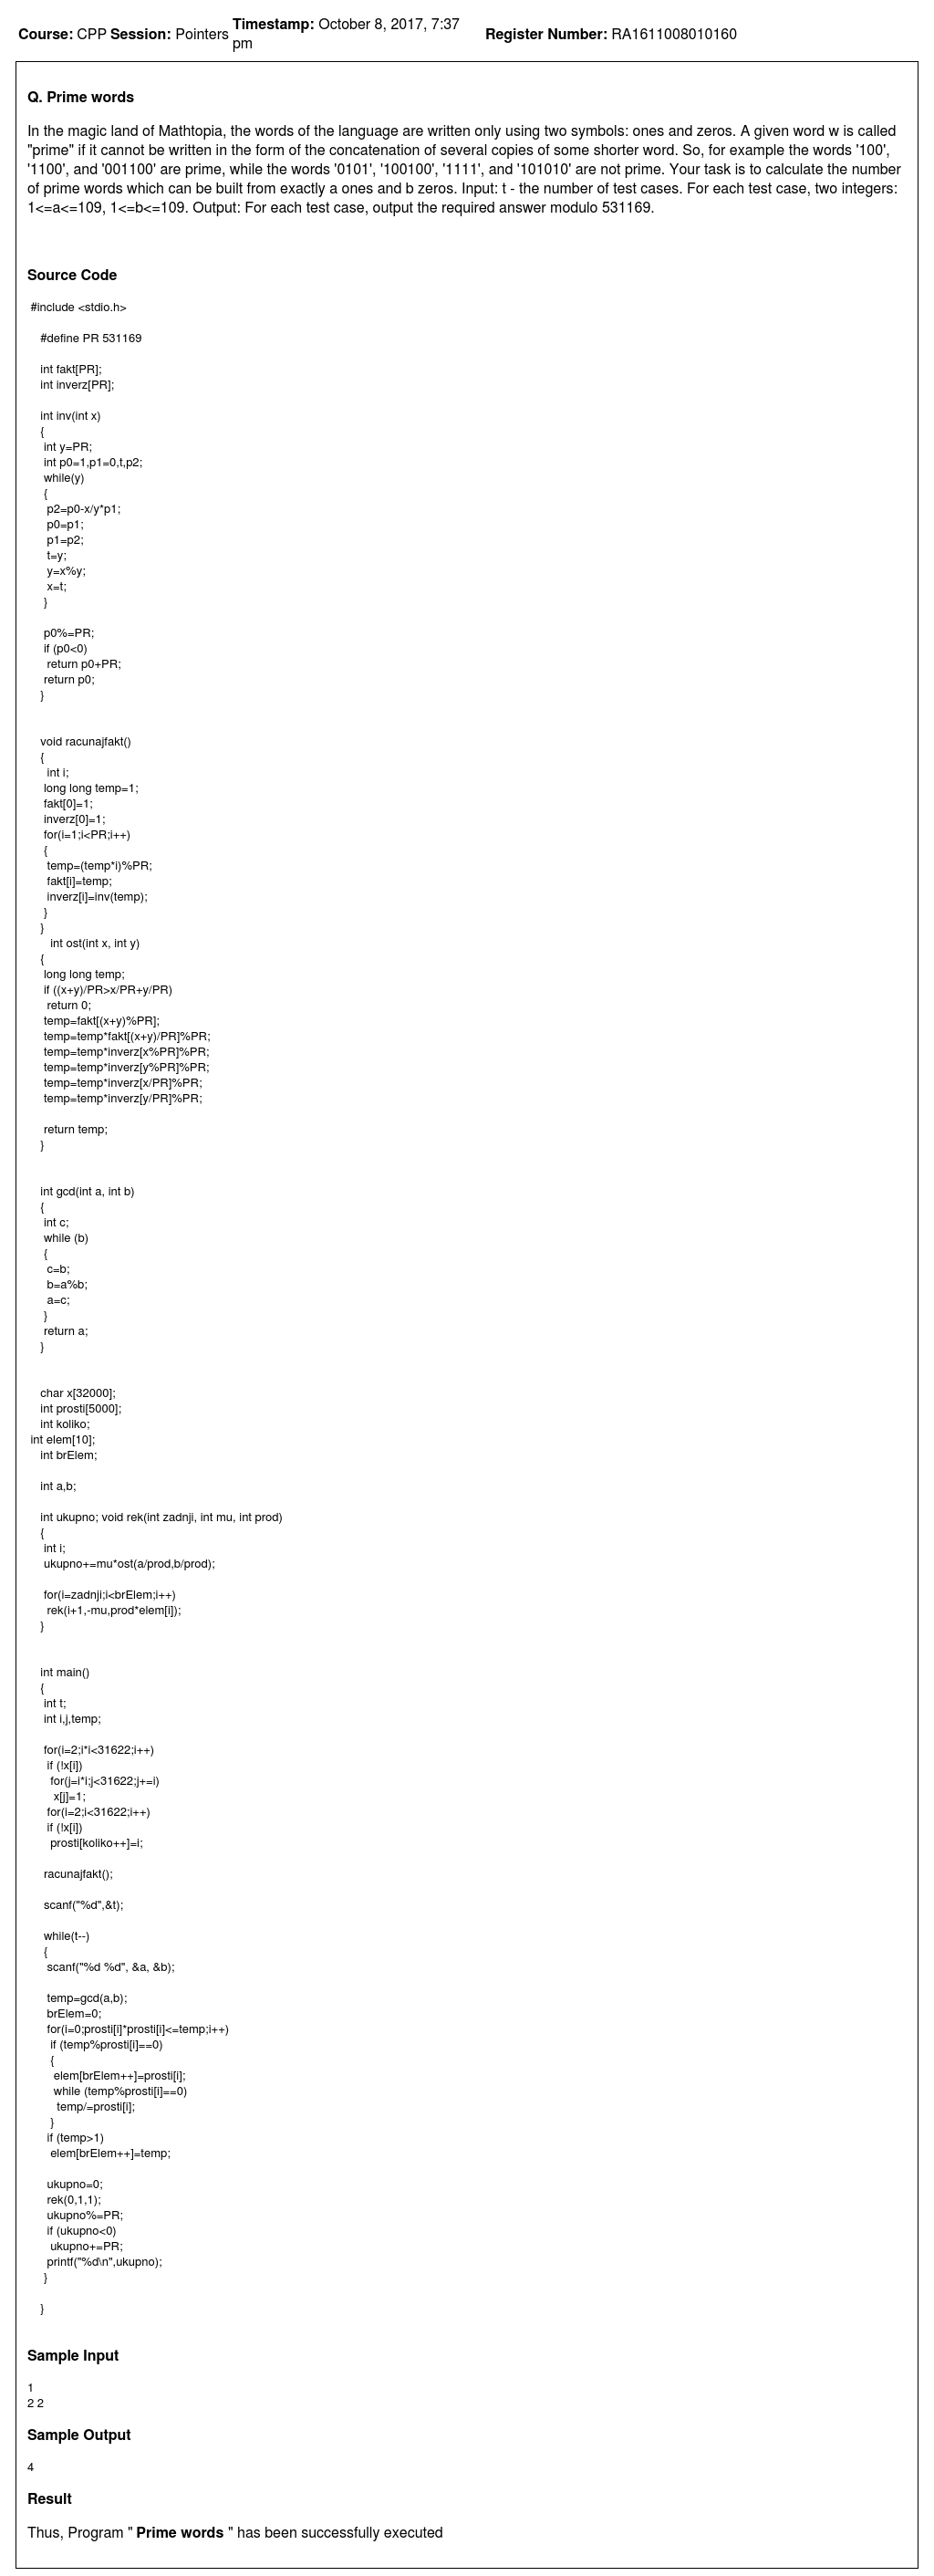 Course: CPP Session: Pointers Timestamp: October 8, 2017, 7:37 pm Register Number: RA1611008010160
Q. Prime words
In the magic land of Mathtopia, the words of the language are written only using two symbols: ones and zeros. A given word w is called
"prime" if it cannot be written in the form of the concatenation of several copies of some shorter word. So, for example the words '100',
'1100', and '001100' are prime, while the words '0101', '100100', '1111', and '101010' are not prime. Your task is to calculate the number
of prime words which can be built from exactly a ones and b zeros. Input: t - the number of test cases. For each test case, two integers:
1<=a<=109, 1<=b<=109. Output: For each test case, output the required answer modulo 531169.
Source Code
#include <stdio.h>
#define PR 531169
int fakt[PR];
int inverz[PR];
int inv(int x)
{
int y=PR;
int p0=1,p1=0,t,p2;
while(y)
{
p2=p0-x/y*p1;
p0=p1;
p1=p2;
t=y;
y=x%y;
x=t;
}
p0%=PR;
if (p0<0)
return p0+PR;
return p0;
}
void racunajfakt()
{
int i;
long long temp=1;
fakt[0]=1;
inverz[0]=1;
for(i=1;i<PR;i++)
{
temp=(temp*i)%PR;
fakt[i]=temp;
inverz[i]=inv(temp);
}
}
int ost(int x, int y)
{
long long temp;
if ((x+y)/PR>x/PR+y/PR)
return 0;
temp=fakt[(x+y)%PR];
temp=temp*fakt[(x+y)/PR]%PR;
temp=temp*inverz[x%PR]%PR;
temp=temp*inverz[y%PR]%PR;
temp=temp*inverz[x/PR]%PR;
temp=temp*inverz[y/PR]%PR;
return temp;
}
int gcd(int a, int b)
{
int c;
while (b)
{
c=b;
b=a%b;
a=c;
}
return a;
}
char x[32000];
int prosti[5000];
int koliko;
int elem[10];
int brElem;
int a,b;
int ukupno; void rek(int zadnji, int mu, int prod)
{
int i;
ukupno+=mu*ost(a/prod,b/prod);
for(i=zadnji;i<brElem;i++)
rek(i+1,-mu,prod*elem[i]);
}
int main()
{
int t;
int i,j,temp;
for(i=2;i*i<31622;i++)
if (!x[i])
for(j=i*i;j<31622;j+=i)
x[j]=1;
for(i=2;i<31622;i++)
if (!x[i])
prosti[koliko++]=i;
racunajfakt();
scanf("%d",&t);
while(t--)
{
scanf("%d %d", &a, &b);
temp=gcd(a,b);
brElem=0;
for(i=0;prosti[i]*prosti[i]<=temp;i++)
if (temp%prosti[i]==0)
{
elem[brElem++]=prosti[i];
while (temp%prosti[i]==0)
temp/=prosti[i];
}
if (temp>1)
elem[brElem++]=temp;
ukupno=0;
rek(0,1,1);
ukupno%=PR;
if (ukupno<0)
ukupno+=PR;
printf("%d\n",ukupno);
}
}
Sample Input
1
2 2
Sample Output
4
Result
Thus, Program " Prime words " has been successfully executed